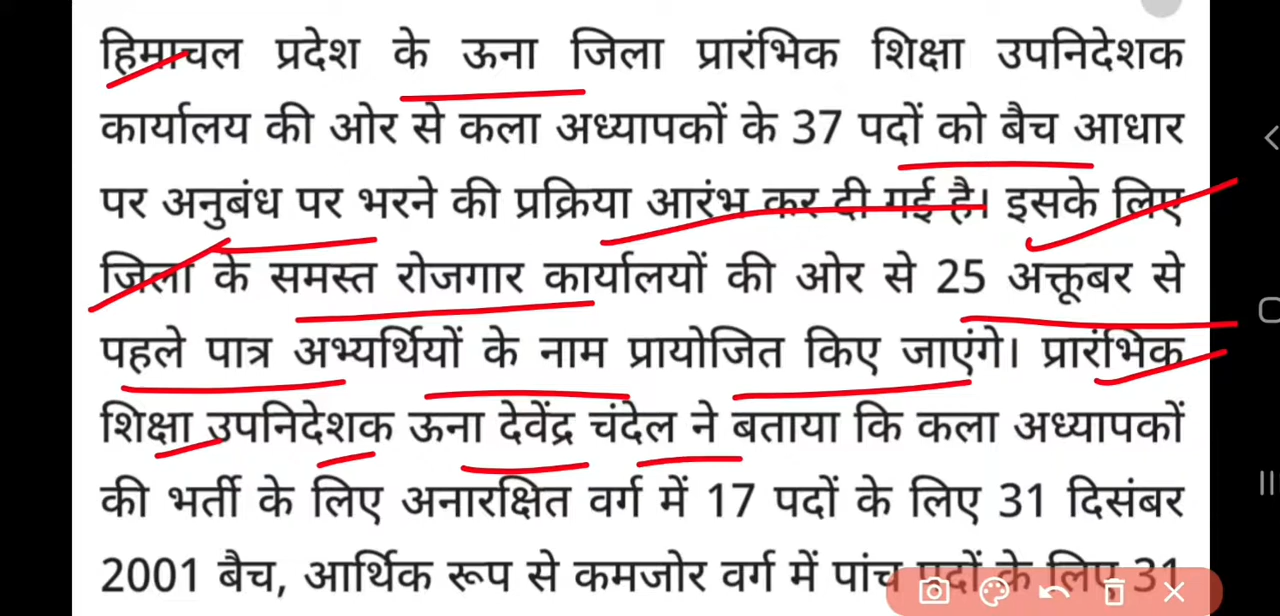 हिमाचल प्रदेश के ऊना जिला प्रारंभिक शिक्षा उपनिदेशक
कार्यालय की ओर से कला अध्यापकों के 37 पदों को बैच आधार
पर अनुबंध पर भरने की प्रक्रिया आरंभ कर दी गई है। इसके लिए
जिला के समस्त रोजगार कार्यालयों की ओर से 25 अक्तूबर से
पहले पात्र अभ्यर्थियों के नाम प्रायोजित किए जाएंगे। प्रारंभिक
शिक्षा उपनिदेशक ऊना देवेंद्र चंदेल ने बताया कि कला अध्यापकों
की भर्ती के लिए अनारक्षित वर्ग में 17 पदों के लिए 31 दिसंबर
2001 बैच, आर्थिक रूप से कमजोर वर्ग में पांच पदों के लिए 31